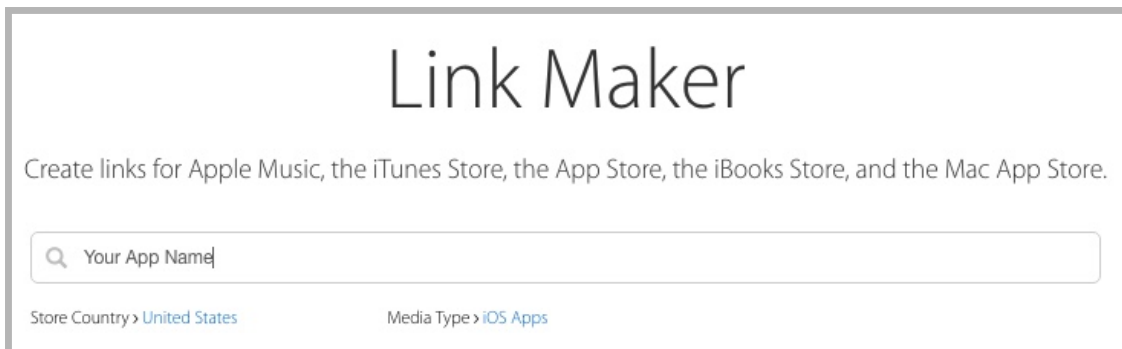 Link Maker
Create links for Apple Music, the iTunes Store, the App Store, the iBooks Store, and the Mac App Store.
Your App Name
Store Country › United States Media Type › iOS Apps